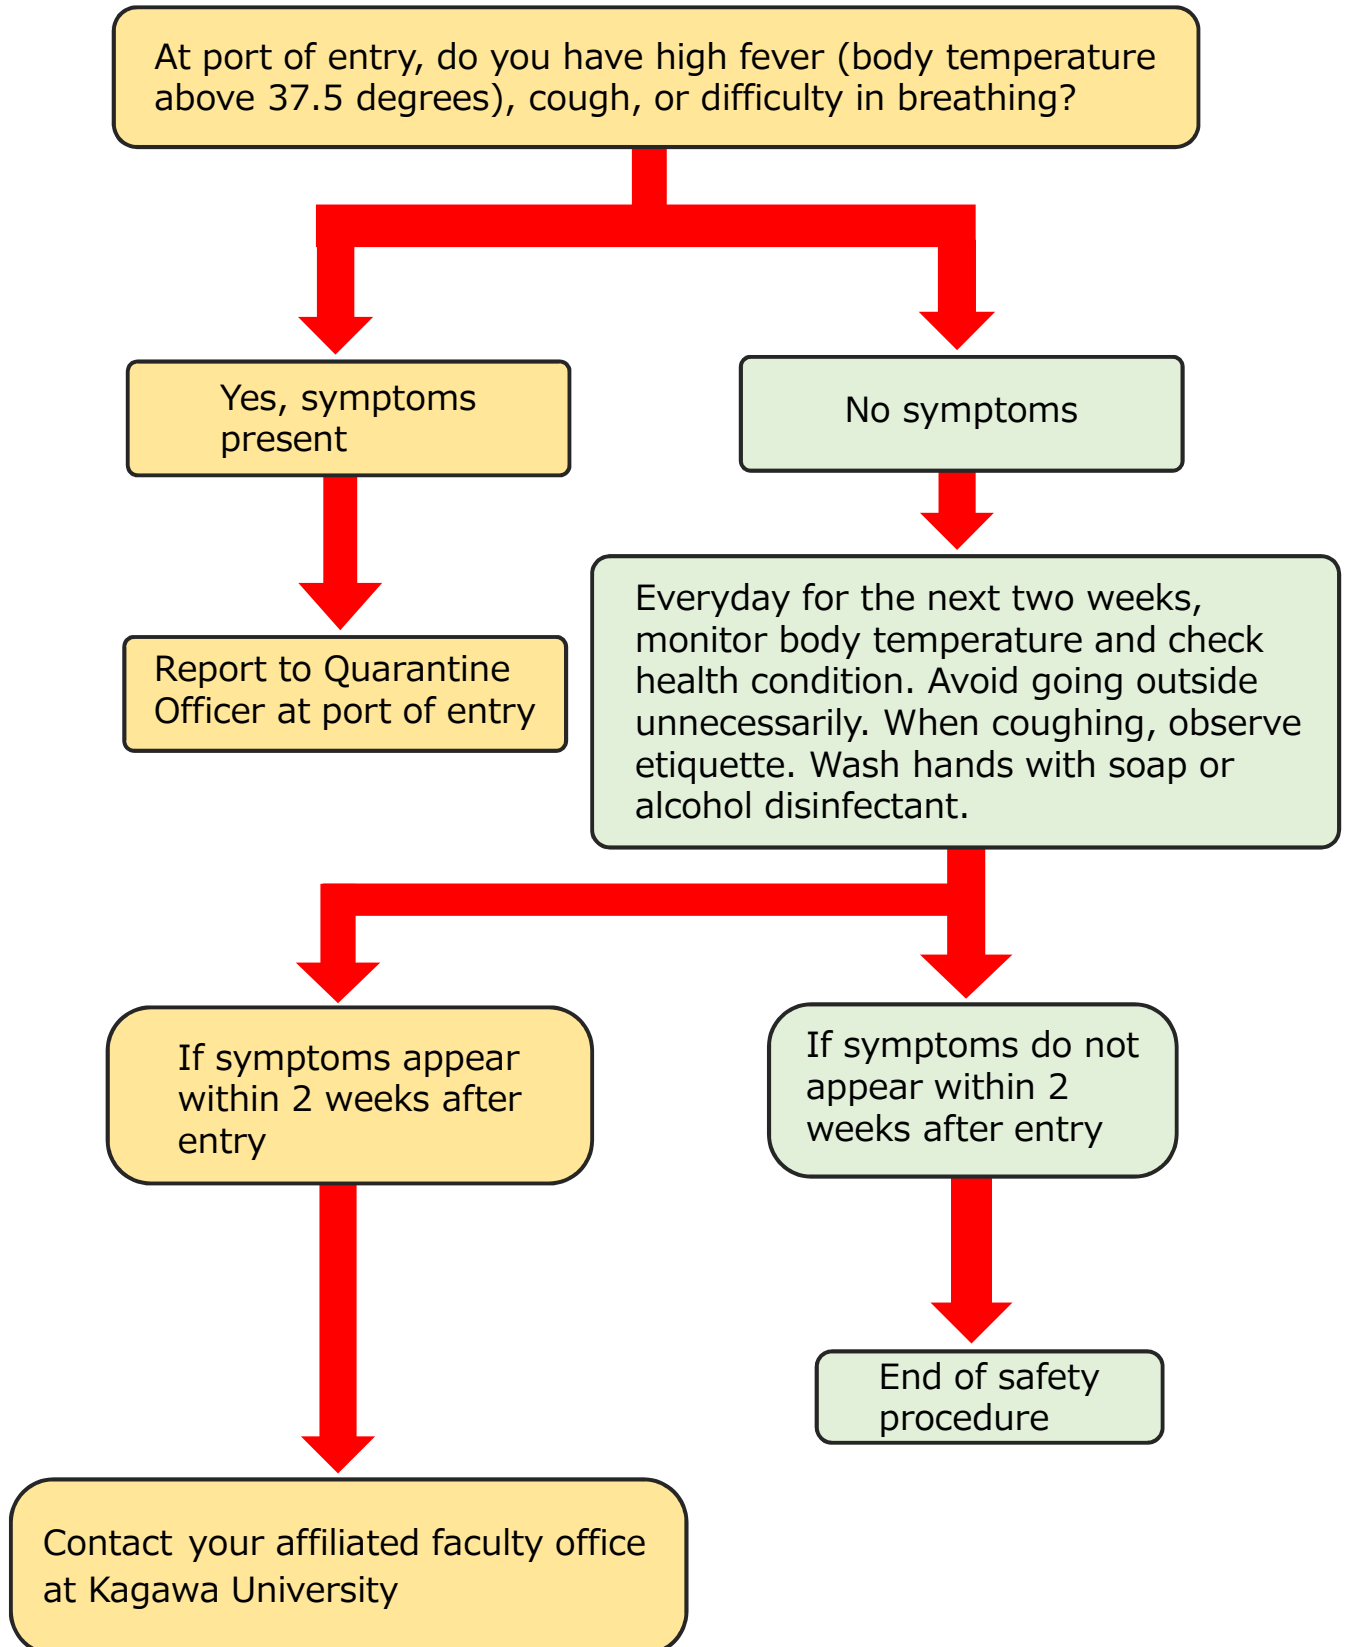 At port of entry, do you have high fever (body temperature
above 37.5 degrees), cough, or difficulty in breathing?
Yes, symptoms
present
No symptoms
Report to Quarantine
Officer at port of entry
Everyday for the next two weeks,
monitor body temperature and check
health condition. Avoid going outside
unnecessarily. When coughing, observe
etiquette. Wash hands with soap or
alcohol disinfectant.
If symptoms appear
within 2 weeks after
entry
If symptoms do not
appear within 2
weeks after entry
End of safety
procedure
Contact your affiliated faculty office
at Kagawa University